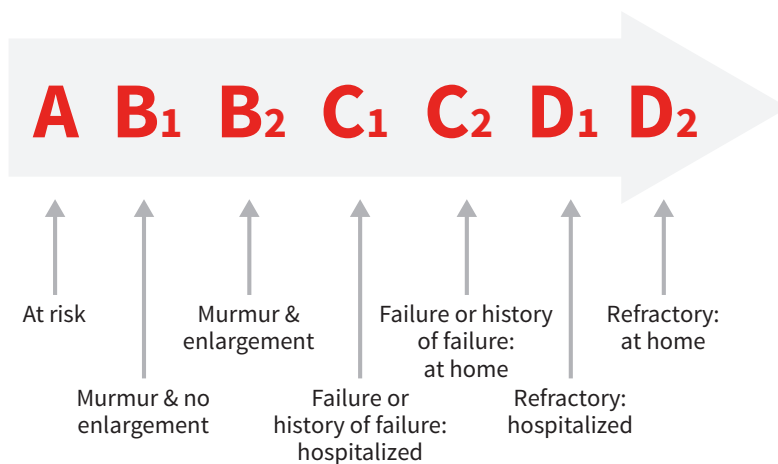 A B1 B2 C1 C2 D1 D2
At risk
Murmur & no
enlargement
Murmur &
enlargement
Failure or
history of failure:
hospitalized
Failure or history
of failure:
at home
Refractory:
hospitalized
Refractory:
at home